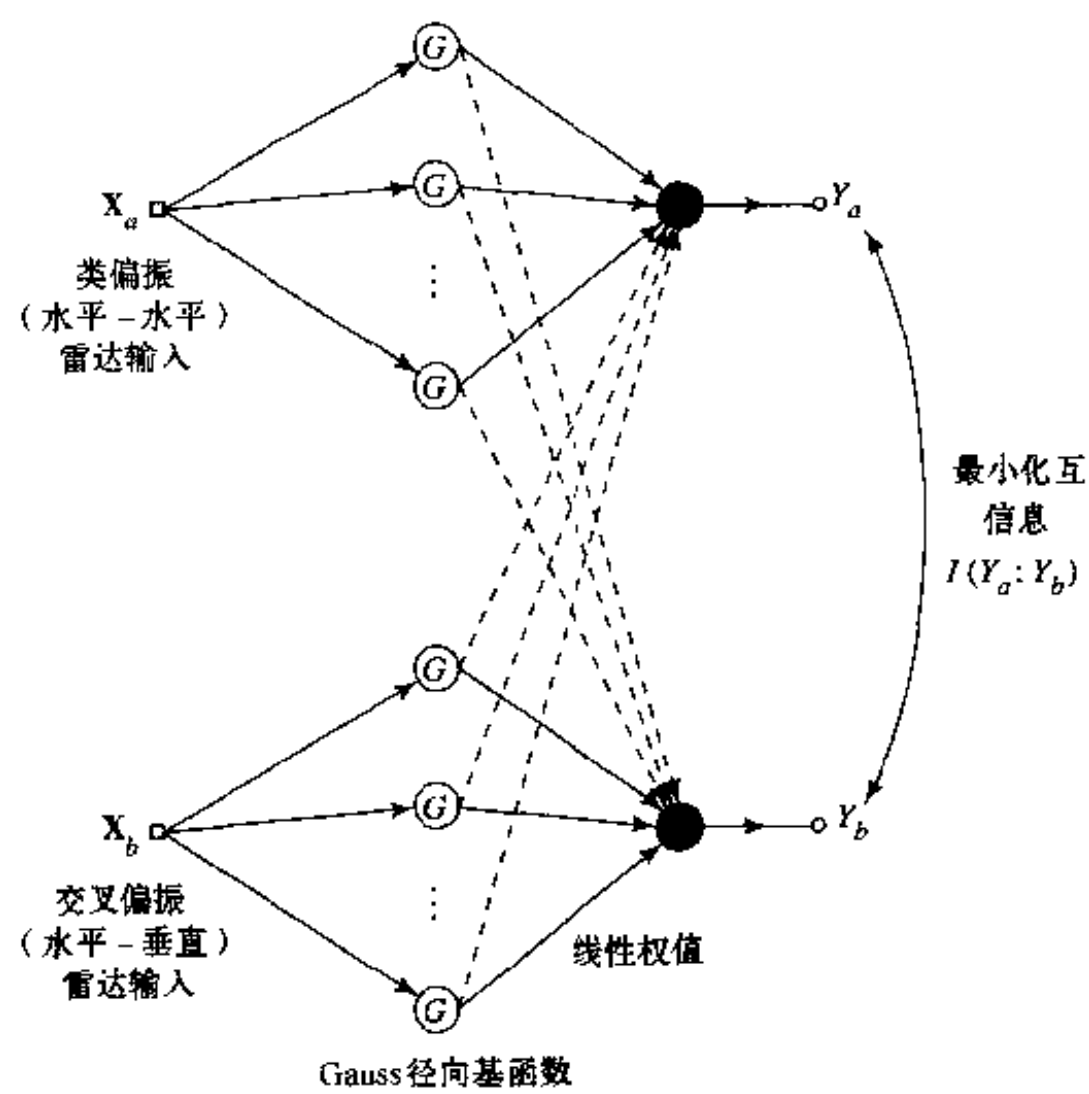 G
G
X_a
Y_a
类偏振
（水平－水平）
雷达输入
⋮
G
最小化互
信息
I(Y_a:Y_b)
G
G
X_b
Y_b
交叉偏振
（水平－垂直）
雷达输入
⋮
线性权值
G
Gauss径向基函数